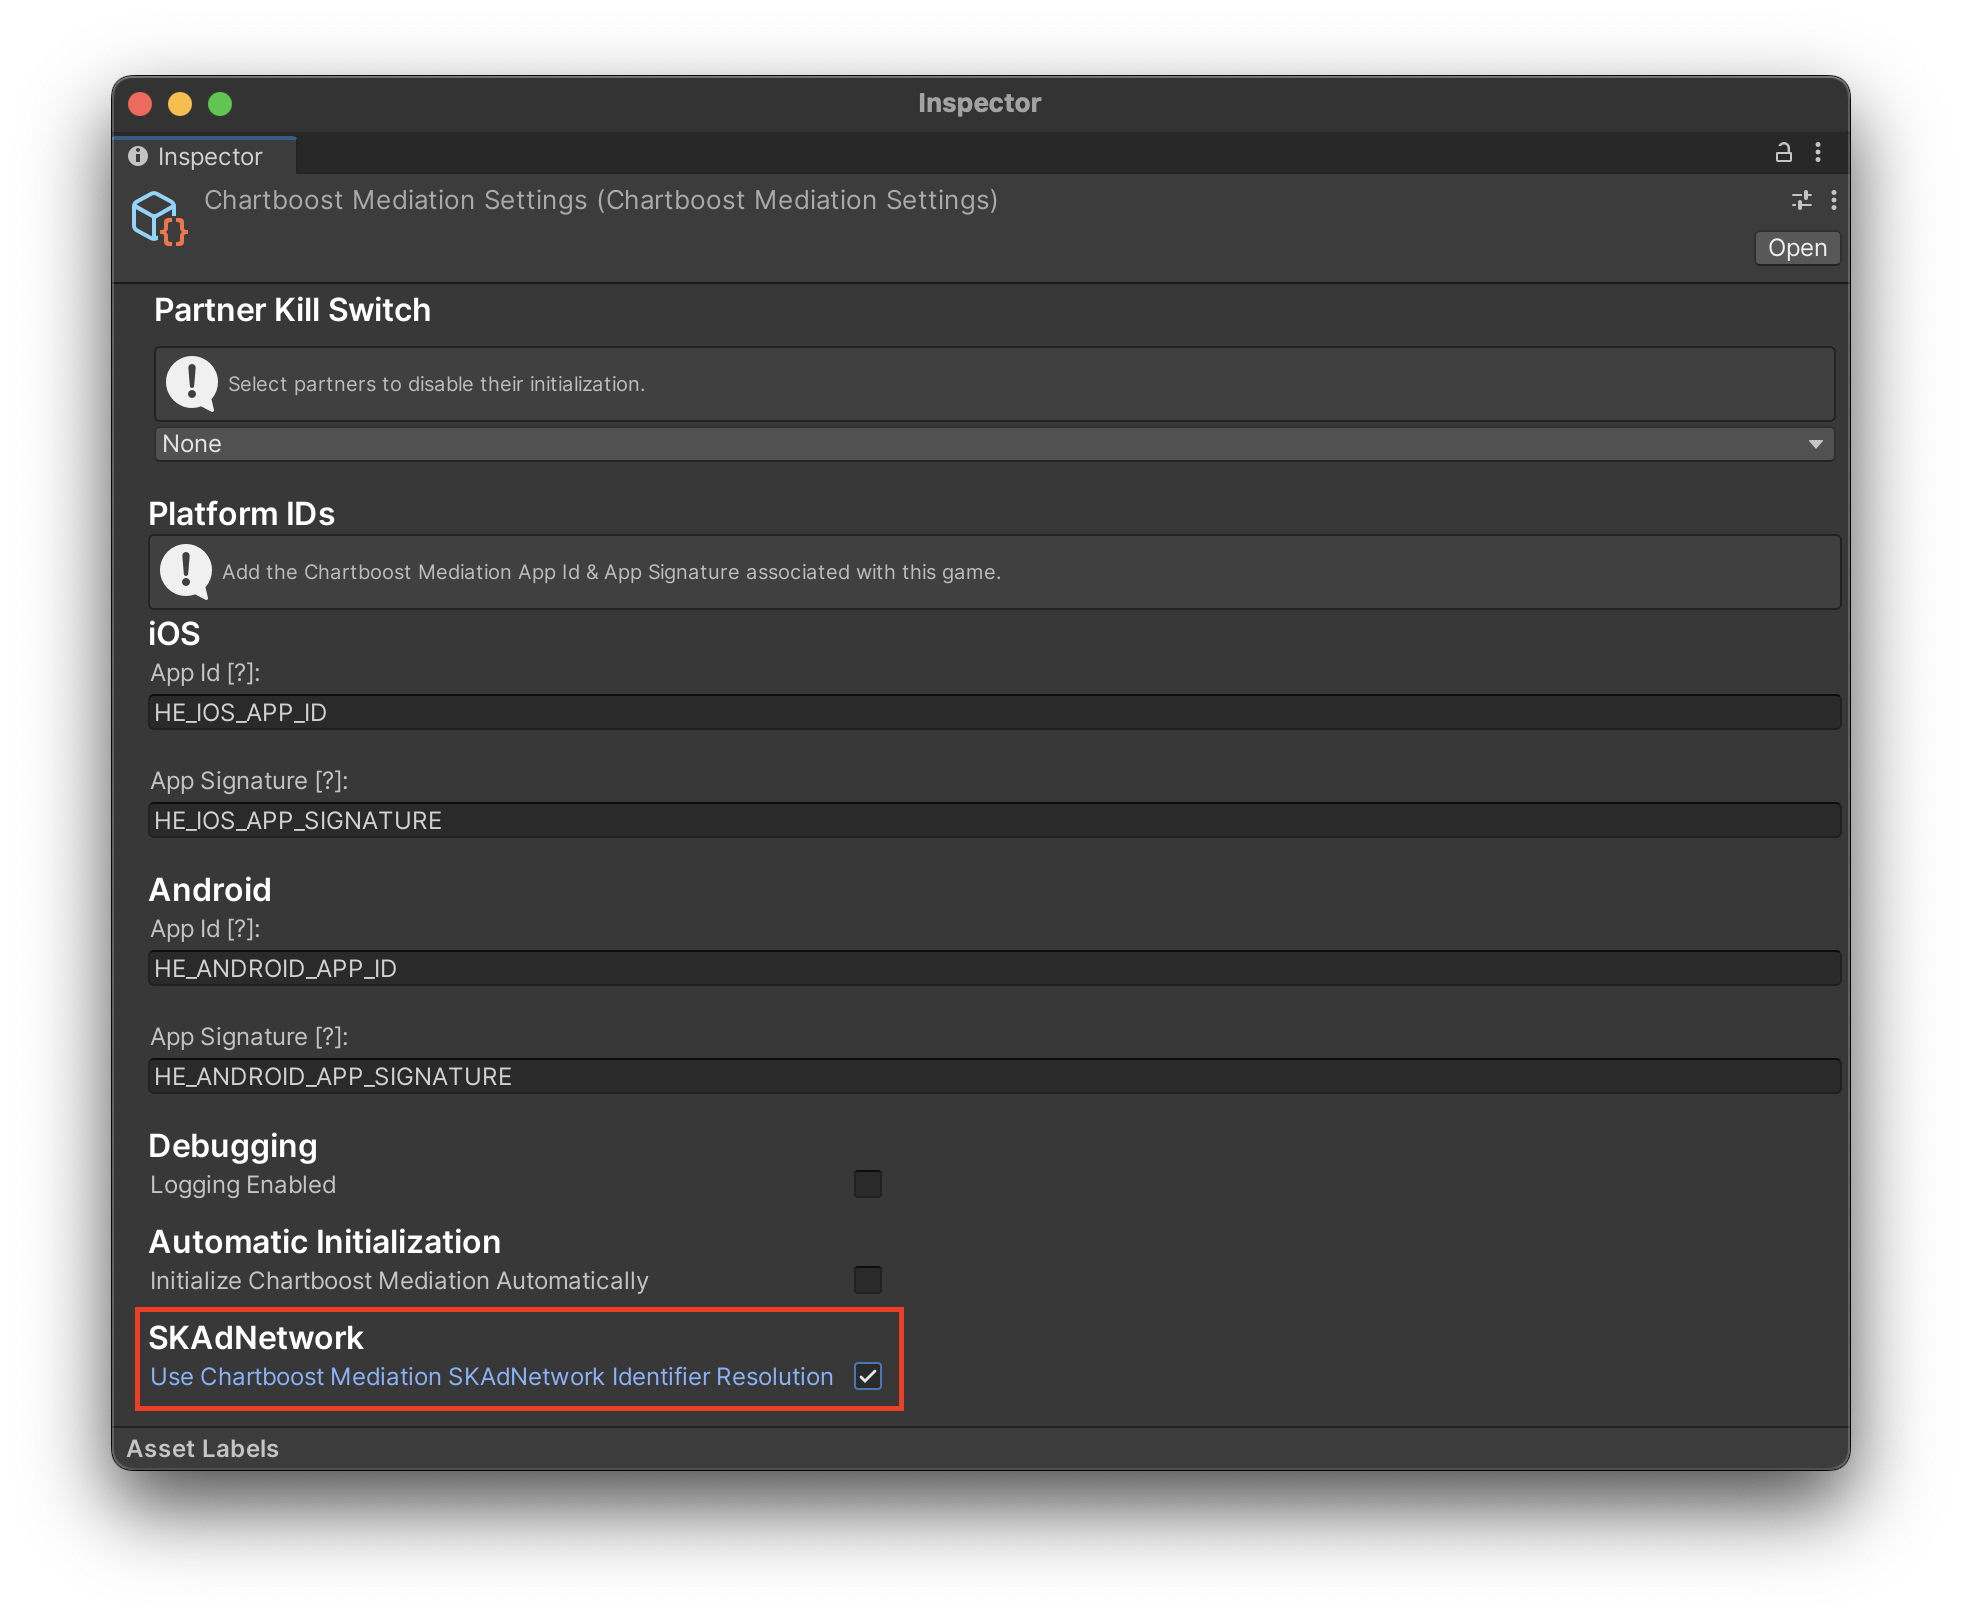 Inspector
Inspector
Chartboost Mediation Settings (Chartboost Mediation Settings)
Open
Partner Kill Switch
Select partners to disable their initialization.
None
Platform IDs
Add the Chartboost Mediation App Id & App Signature associated with this game.
iOS
App Id [?]:
HE_IOS_APP_ID
App Signature [?]:
HE_IOS_APP_SIGNATURE
Android
App Id [?]:
HE_ANDROID_APP_ID
App Signature [?]:
HE_ANDROID_APP_SIGNATURE
Debugging
Logging Enabled
Automatic Initialization
Initialize Chartboost Mediation Automatically
SKAdNetwork
Use Chartboost Mediation SKAdNetwork Identifier Resolution
Asset Labels